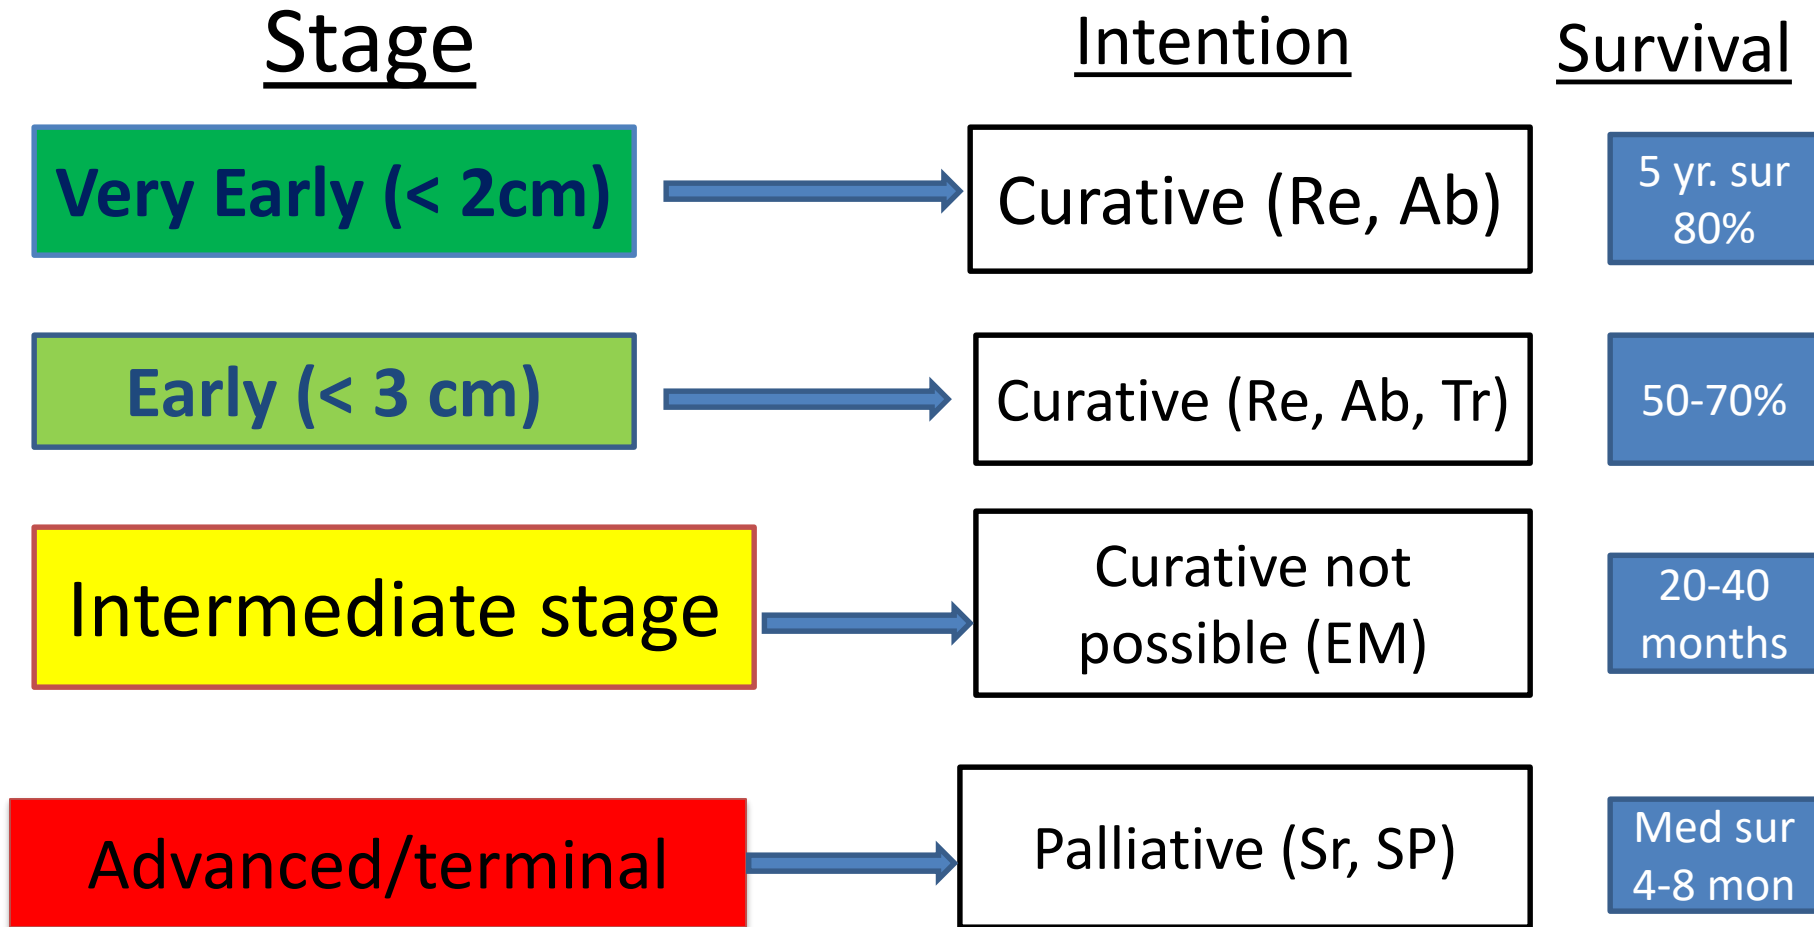 Stage
Intention
Survival
Very Early (< 2cm)
Curative (Re, Ab)
5 yr. sur
80%
Early (< 3 cm)
Curative (Re, Ab, Tr)
50-70%
Intermediate stage
Curative not
possible (EM)
20-40
months
Advanced/terminal
Palliative (Sr, SP)
Med sur
4-8 mon